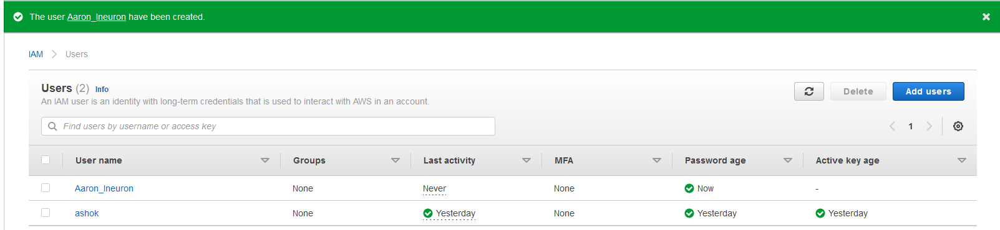 The user Aaron_Ineuron have been created.
IAM Users
Users (2) Info
An IAM user is an identity with long-term credentials that is used to interact with AWS in an account.
Delete Add users
Find users by username or access key
1
User name Groups Last activity MFA Password age Active key age
Aaron_Ineuron None Never None Now -
ashok None Yesterday None Yesterday Yesterday